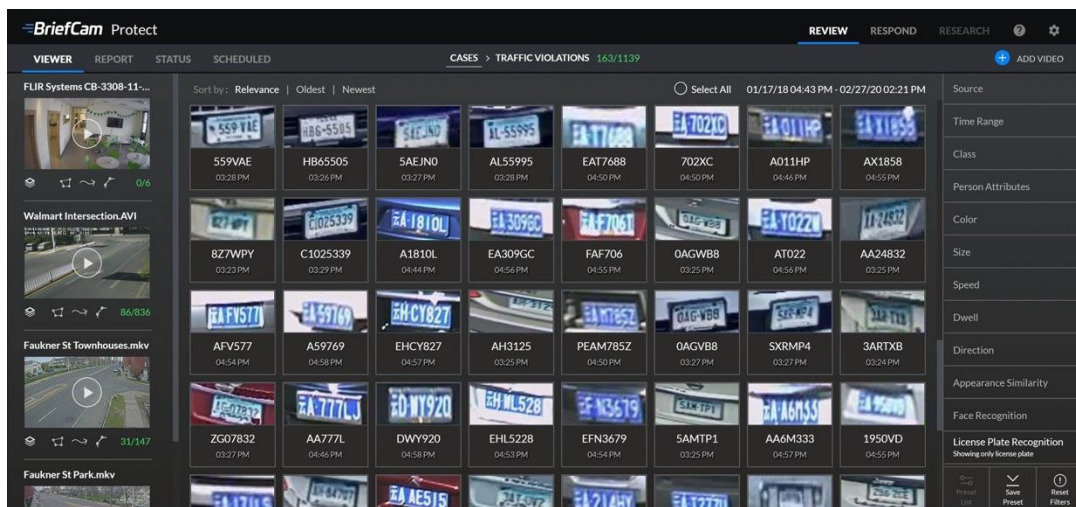 BriefCam Protect
REVIEW RESPOND RESEARCH ?
VIEWER REPORT STATUS SCHEDULED
CASES > TRAFFIC VIOLATIONS 163/1139
ADD VIDEO
FLIR Systems CB-3308-11-...
0/6
Walmart Intersection.AVI
86/836
Faukner St Townhouses.mkv
31/147
Faukner St Park.mkv
Sort by: Relevance | Oldest | Newest
Select All 01/17/18 04:43 PM - 02/27/20 02:21 PM
559 VAE HBG-5505 5AEJN0 AL-55995
559VAE HB65505 5AEJN0 AL55995 EAT7688 702XC A011HP AX1858
03:28 PM 03:26 PM 03:27 PM 03:28 PM 04:50 PM 04:50 PM 04:46 PM 04:55 PM
C1025339
8Z7WPY C1025339 A1810L EA309GC FAF706 0AGWB8 AT022 AA24832
03:23 PM 03:29 PM 04:44 PM 04:56 PM 04:55 PM 03:25 PM 04:56 PM 03:25 PM
AFV577 A59769 EHCY827 AH3125 PEAM785Z 0AGVB8 SXRMP4 3ARTXB
04:54 PM 04:58 PM 04:57 PM 03:25 PM 04:50 PM 03:27 PM 03:27 PM 03:24 PM
ZG07832 AA777L DWY920 EHL5228 EFN3679 5AMTP1 AA6M333 1950VD
03:27 PM 04:46 PM 04:58 PM 04:53 PM 04:54 PM 03:25 PM 04:57 PM 04:55 PM
Source
Time Range
Class
Person Attributes
Color
Size
Speed
Dwell
Direction
Appearance Similarity
Face Recognition
License Plate Recognition
Showing only license plate
Preset List
Save Preset
Reset Filters